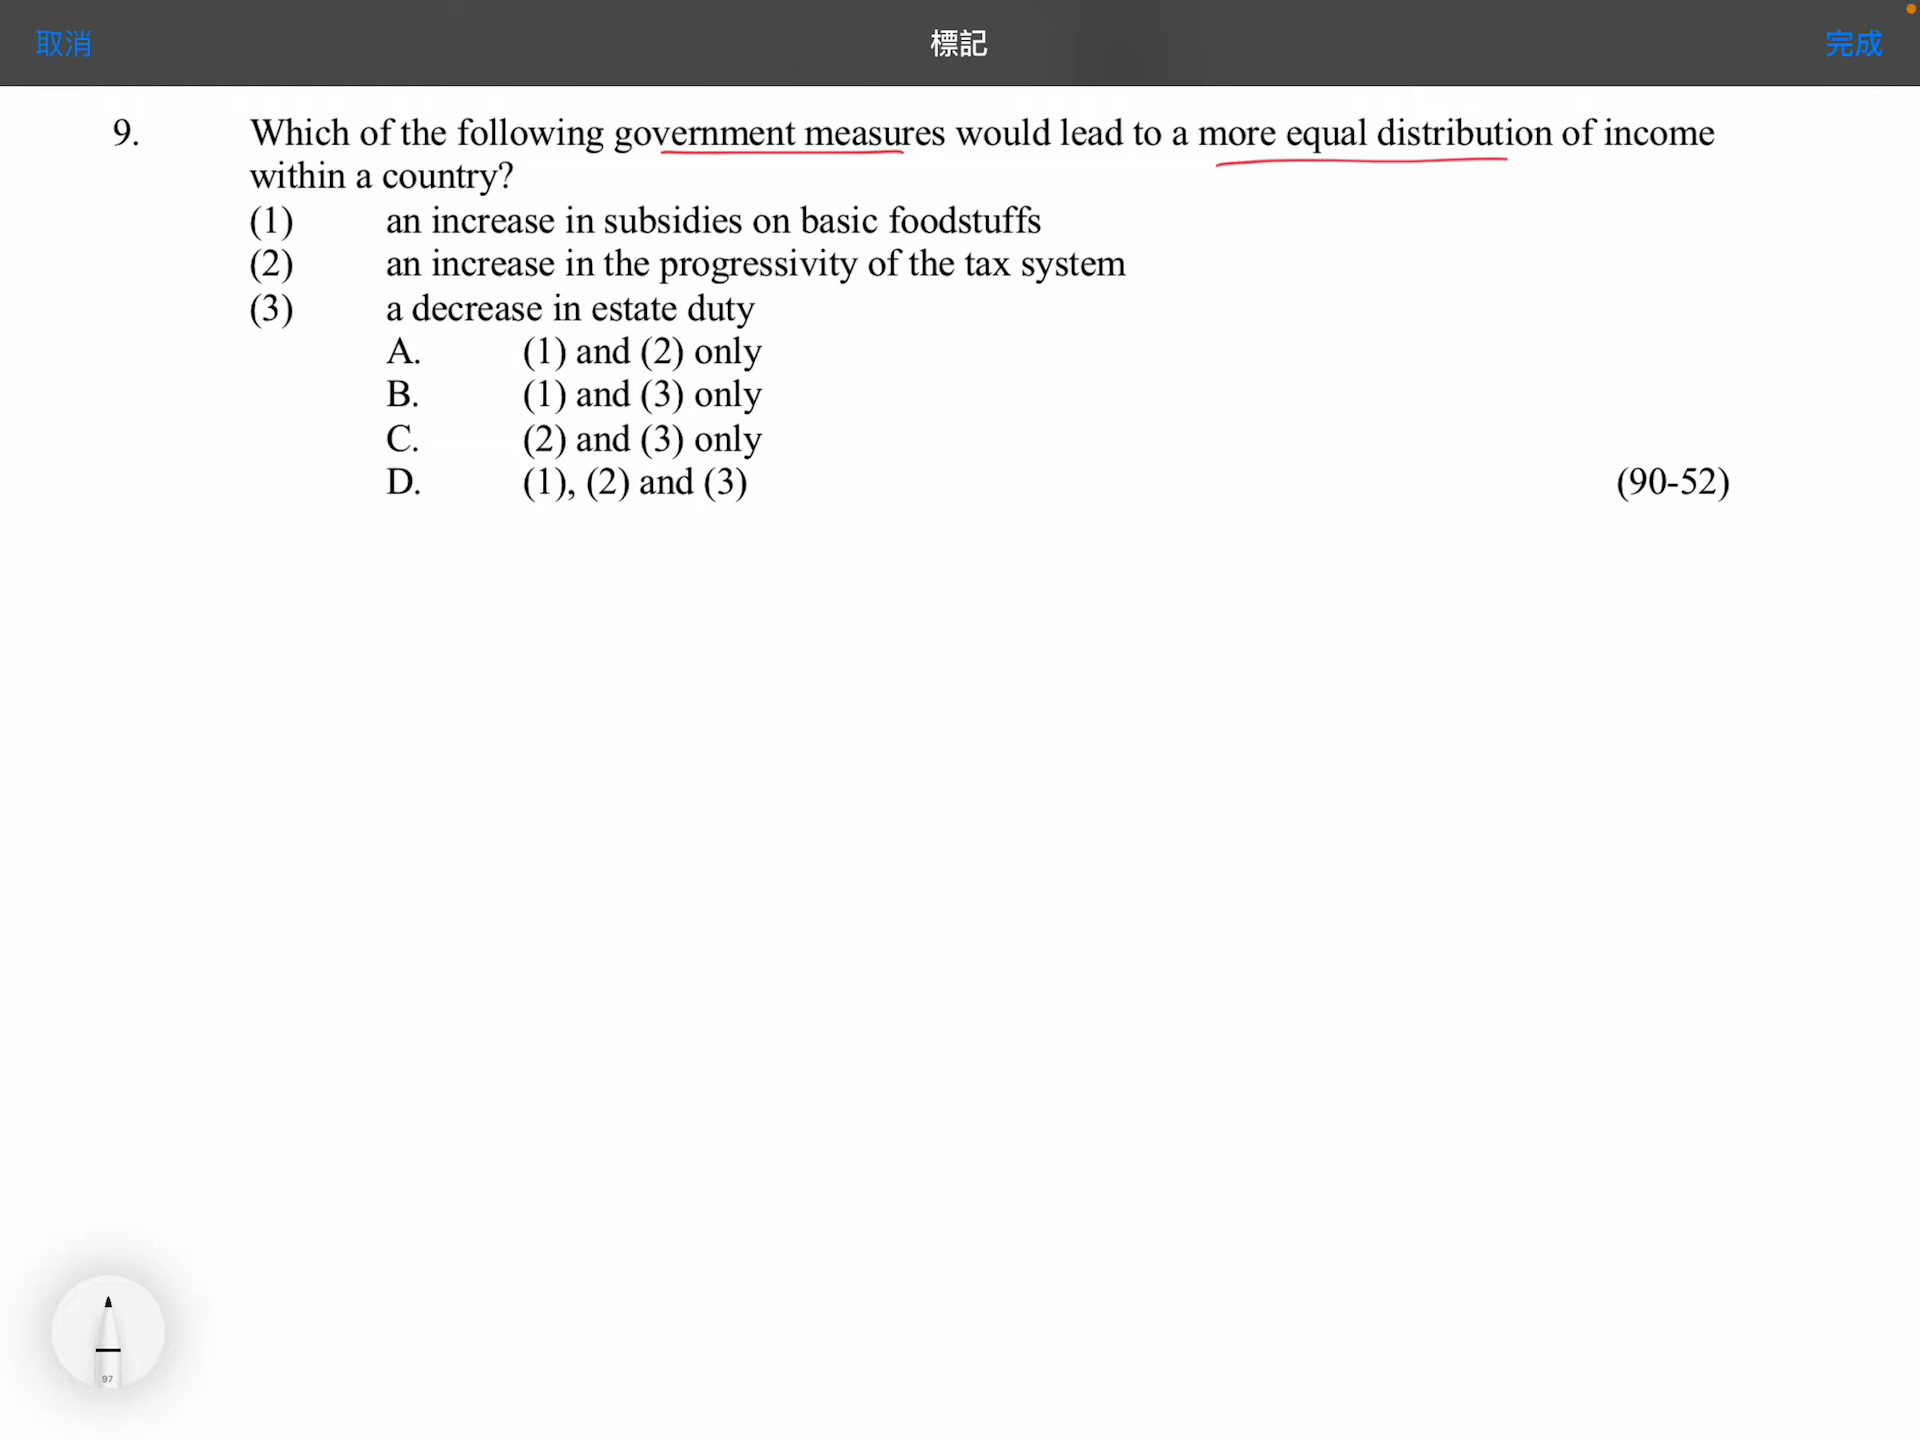 取消 標記 完成
9. Which of the following government measures would lead to a more equal distribution of income
within a country?
(1) an increase in subsidies on basic foodstuffs
(2) an increase in the progressivity of the tax system
(3) a decrease in estate duty
A. (1) and (2) only
B. (1) and (3) only
C. (2) and (3) only
D. (1), (2) and (3) (90-52)
97